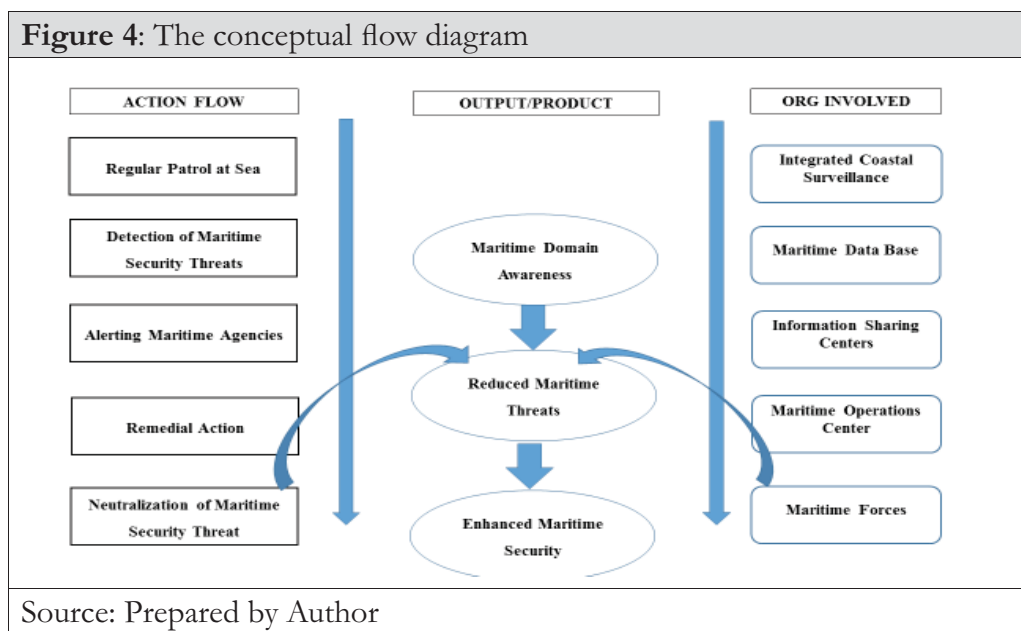 Figure 4: The conceptual flow diagram
ACTION FLOW
Regular Patrol at Sea
Detection of Maritime
Security Threats
Alerting Maritime Agencies
Remedial Action
Neutralization of Maritime
Security Threat
OUTPUT/PRODUCT
Maritime Domain
Awareness
Reduced Maritime
Threats
Enhanced Maritime
Security
ORG INVOLVED
Integrated Coastal
Surveillance
Maritime Data Base
Information Sharing
Centers
Maritime Operations
Center
Maritime Forces
Source: Prepared by Author